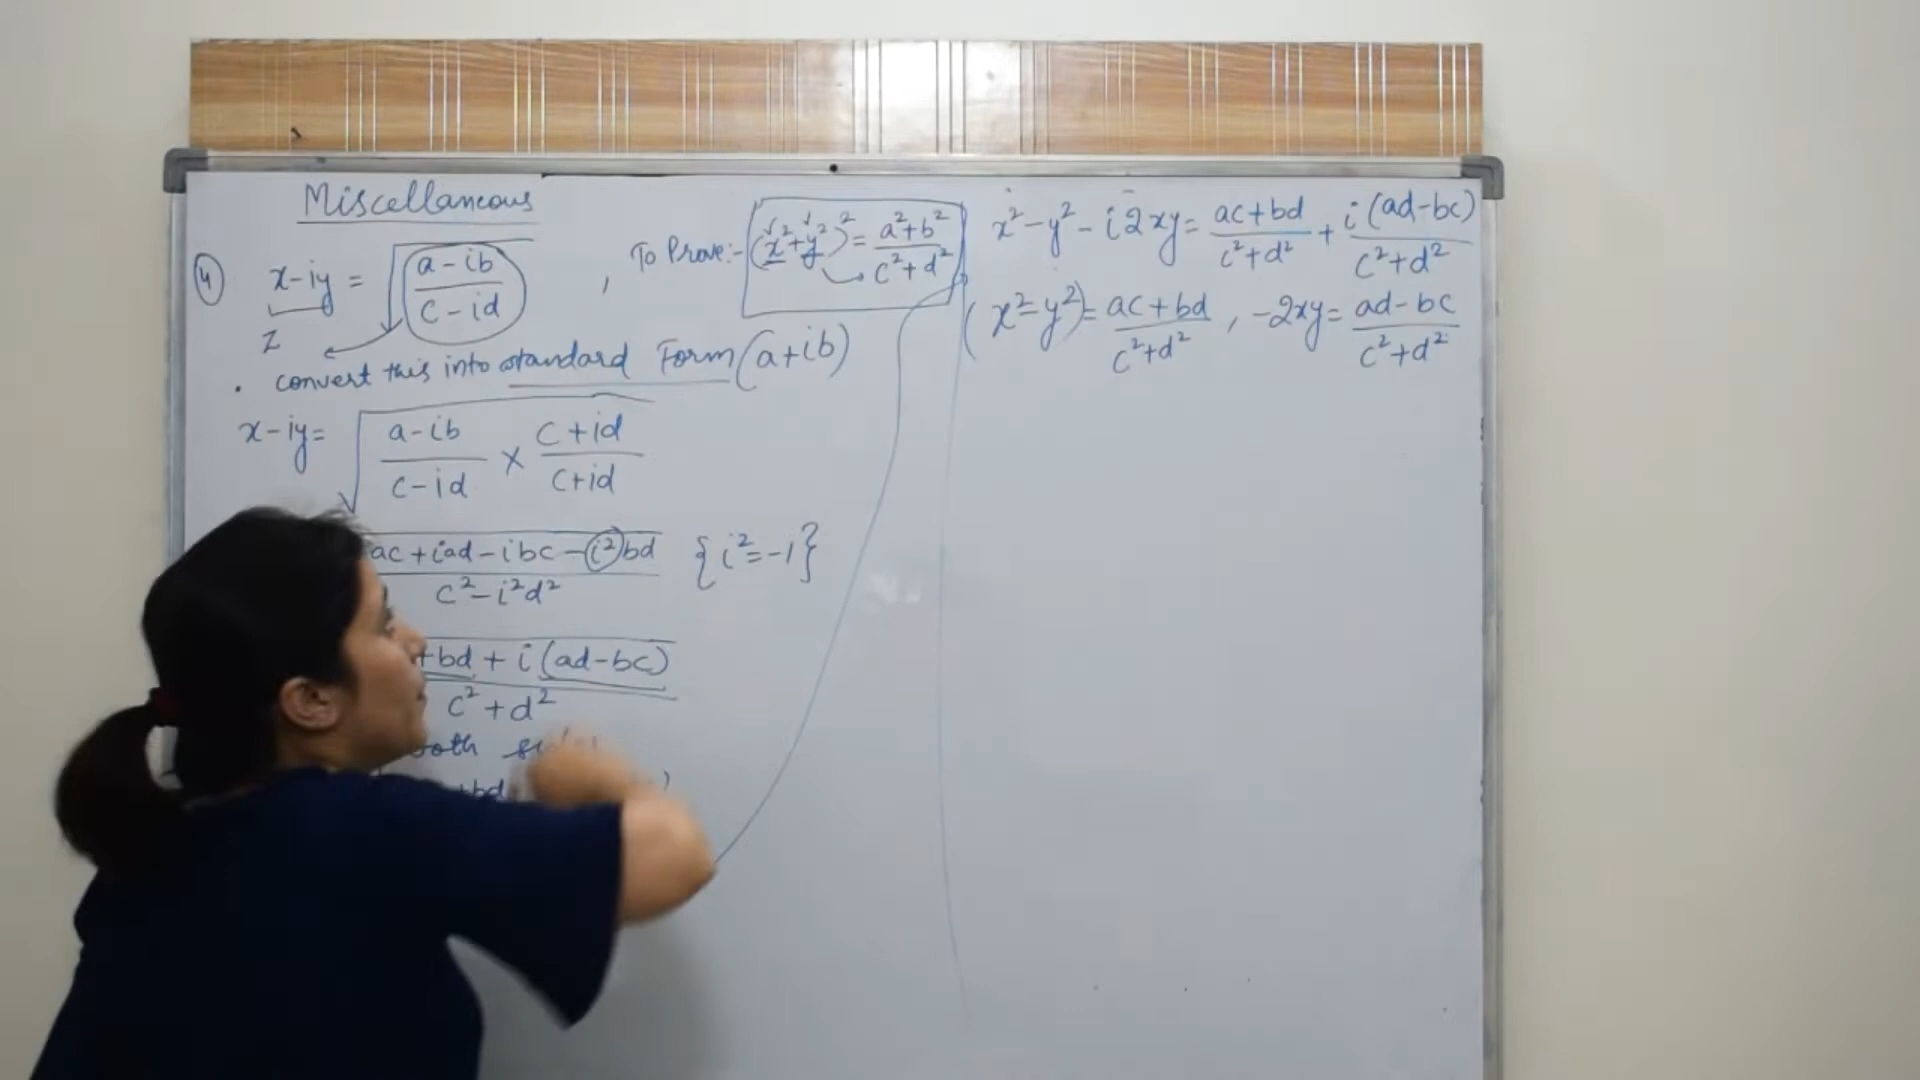 Miscellaneous
④ x-iy = √((a-ib)/(c-id)) , To Prove:- (x²+y²)² = (a²+b²)/(c²+d²)
z
• convert this into standard Form (a+ib)
x-iy = √((a-ib)/(c-id) × (c+id)/(c+id))
ac+iad-ibc-i²bd {i²=-1}
c²-i²d²
+bd + i(ad-bc)
c²+d²
both
+bd
x²-y²-i2xy = (ac+bd)/(c²+d²) + i(ad-bc)/(c²+d²)
(x²-y²) = (ac+bd)/(c²+d²) , -2xy = (ad-bc)/(c²+d²)